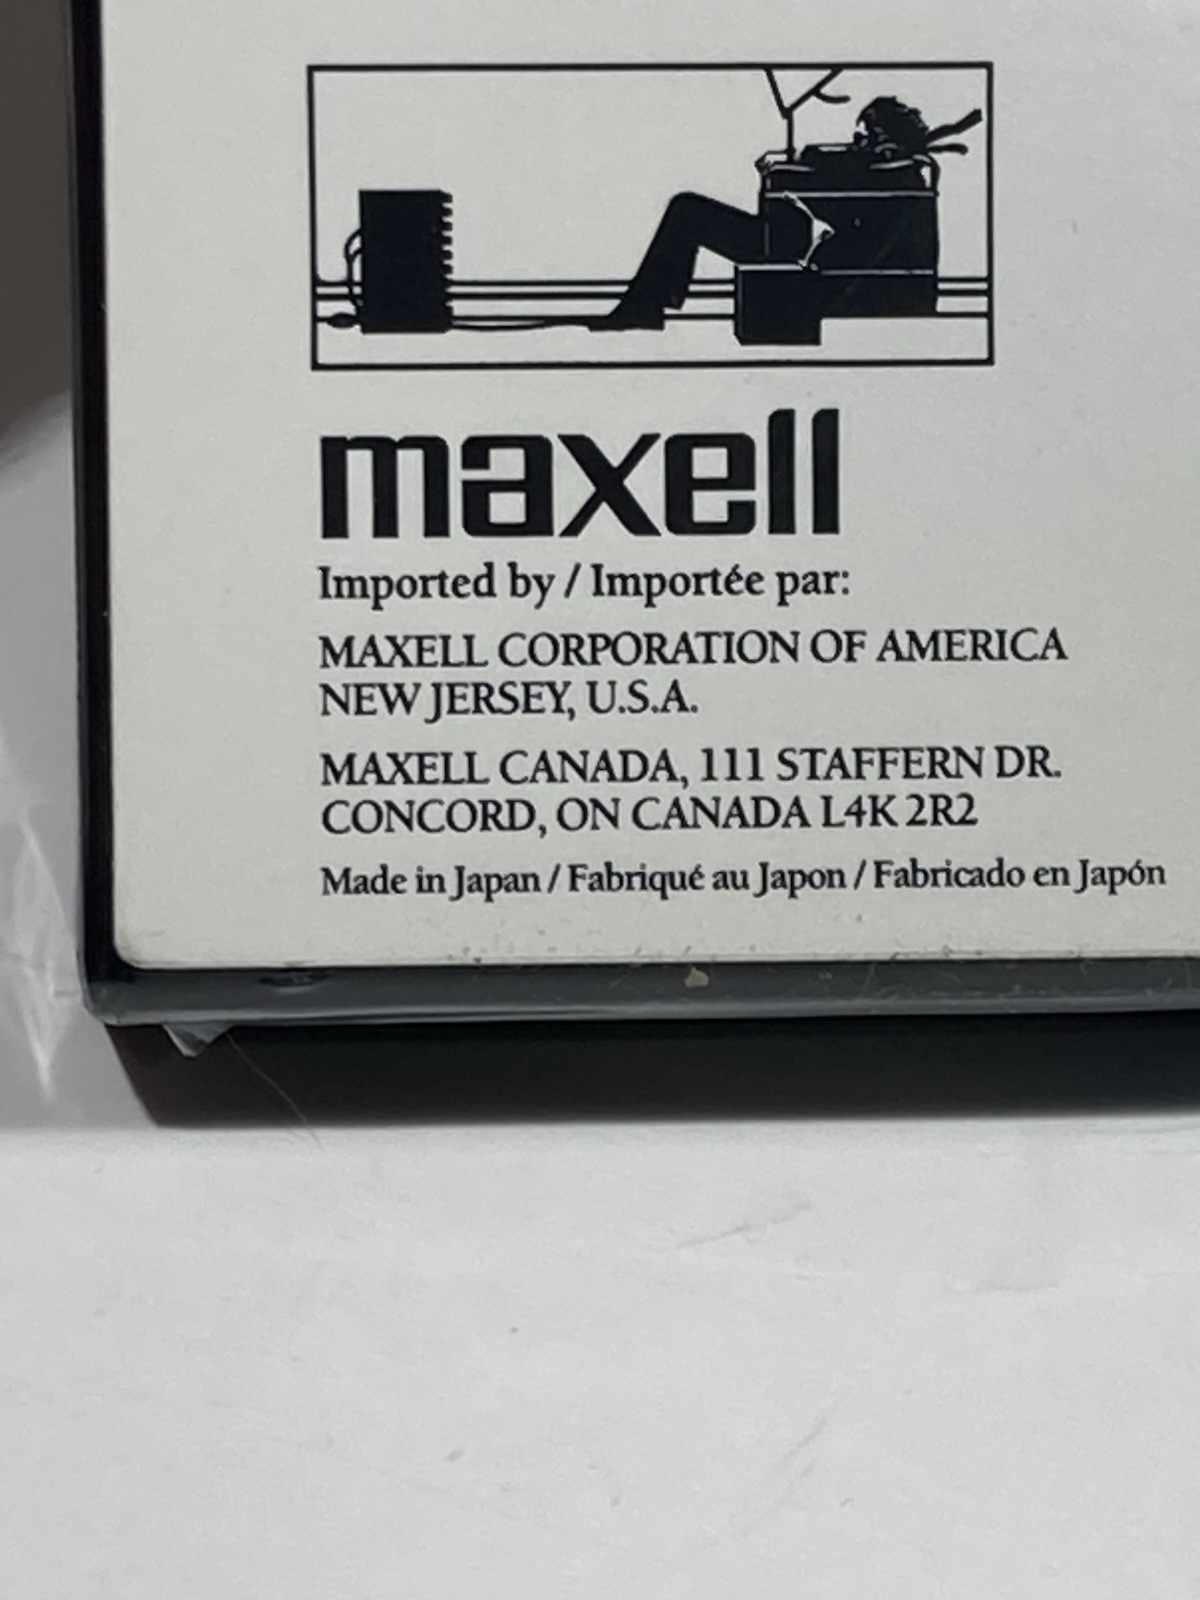 maxell
Imported by / Importée par:
MAXELL CORPORATION OF AMERICA
NEW JERSEY, U.S.A.
MAXELL CANADA, 111 STAFFERN DR.
CONCORD, ON CANADA L4K 2R2
Made in Japan / Fabriqué au Japon / Fabricado en Japón